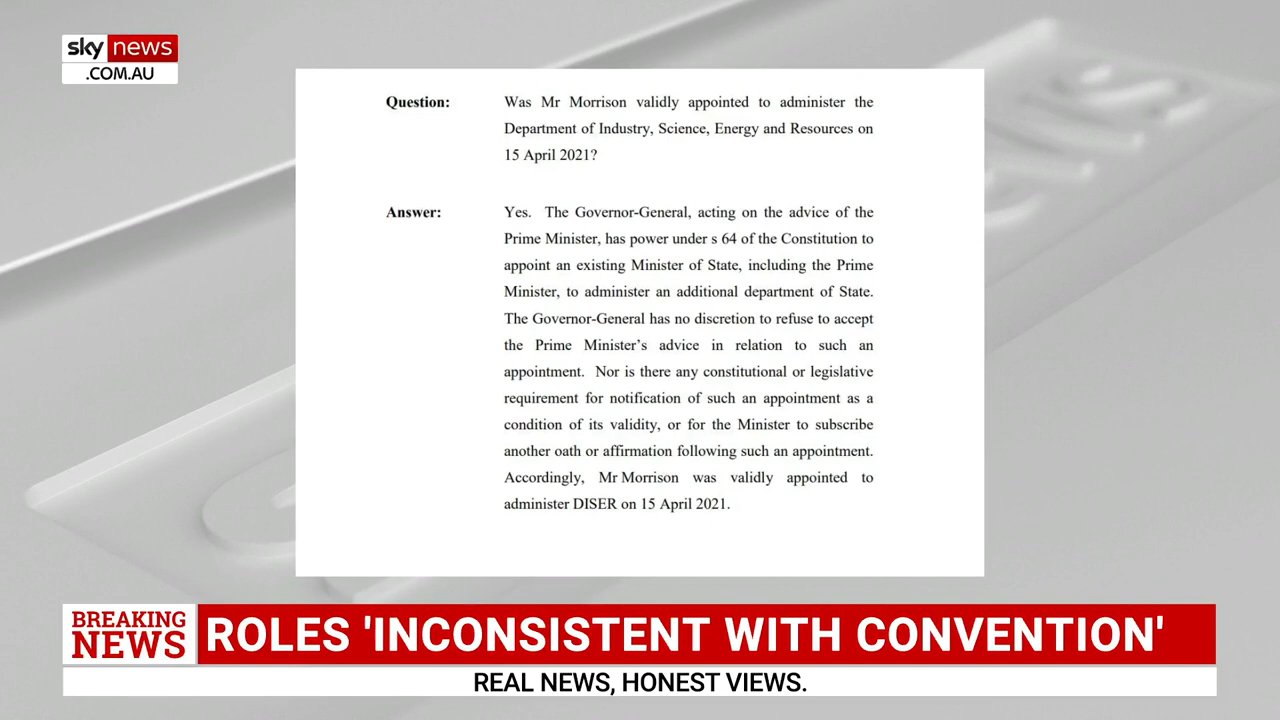 sky news
.COM.AU
Question:
Was Mr Morrison validly appointed to administer the
Department of Industry, Science, Energy and Resources on
15 April 2021?
Answer:
Yes. The Governor-General, acting on the advice of the
Prime Minister, has power under s 64 of the Constitution to
appoint an existing Minister of State, including the Prime
Minister, to administer an additional department of State.
The Governor-General has no discretion to refuse to accept
the Prime Minister’s advice in relation to such an
appointment. Nor is there any constitutional or legislative
requirement for notification of such an appointment as a
condition of its validity, or for the Minister to subscribe
another oath or affirmation following such an appointment.
Accordingly, Mr Morrison was validly appointed to
administer DISER on 15 April 2021.
BREAKING
NEWS
ROLES 'INCONSISTENT WITH CONVENTION'
REAL NEWS, HONEST VIEWS.